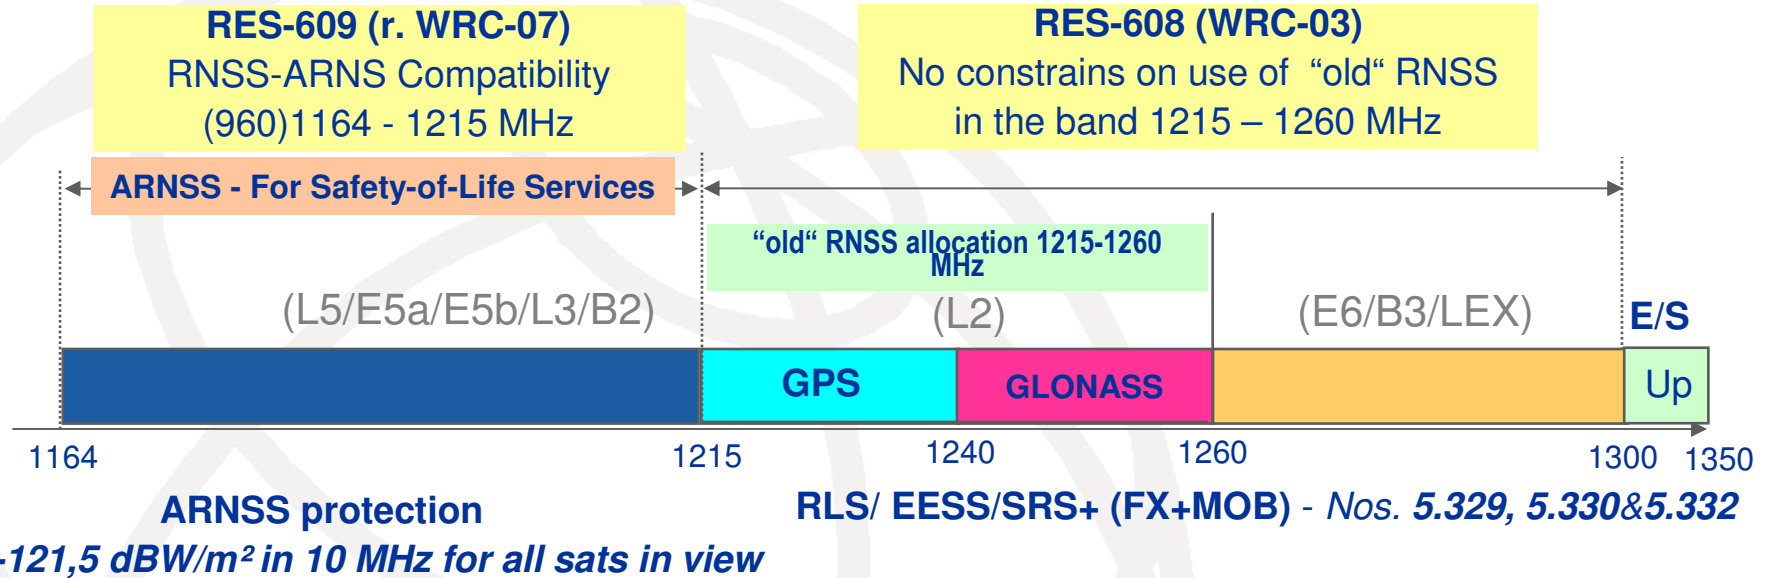 RES-609 (r. WRC-07)
RNSS-ARNS Compatibility
(960)1164 - 1215 MHz
RES-608 (WRC-03)
No constrains on use of “old“ RNSS
in the band 1215 – 1260 MHz
ARNSS - For Safety-of-Life Services
“old“ RNSS allocation 1215-1260
MHz
(L5/E5a/E5b/L3/B2)
(L2)
(E6/B3/LEX)
E/S
GPS
GLONASS
Up
1164
1215
1240
1260
1300
1350
ARNSS protection
-121,5 dBW/m² in 10 MHz for all sats in view
RLS/ EESS/SRS+ (FX+MOB) - Nos. 5.329, 5.330&5.332